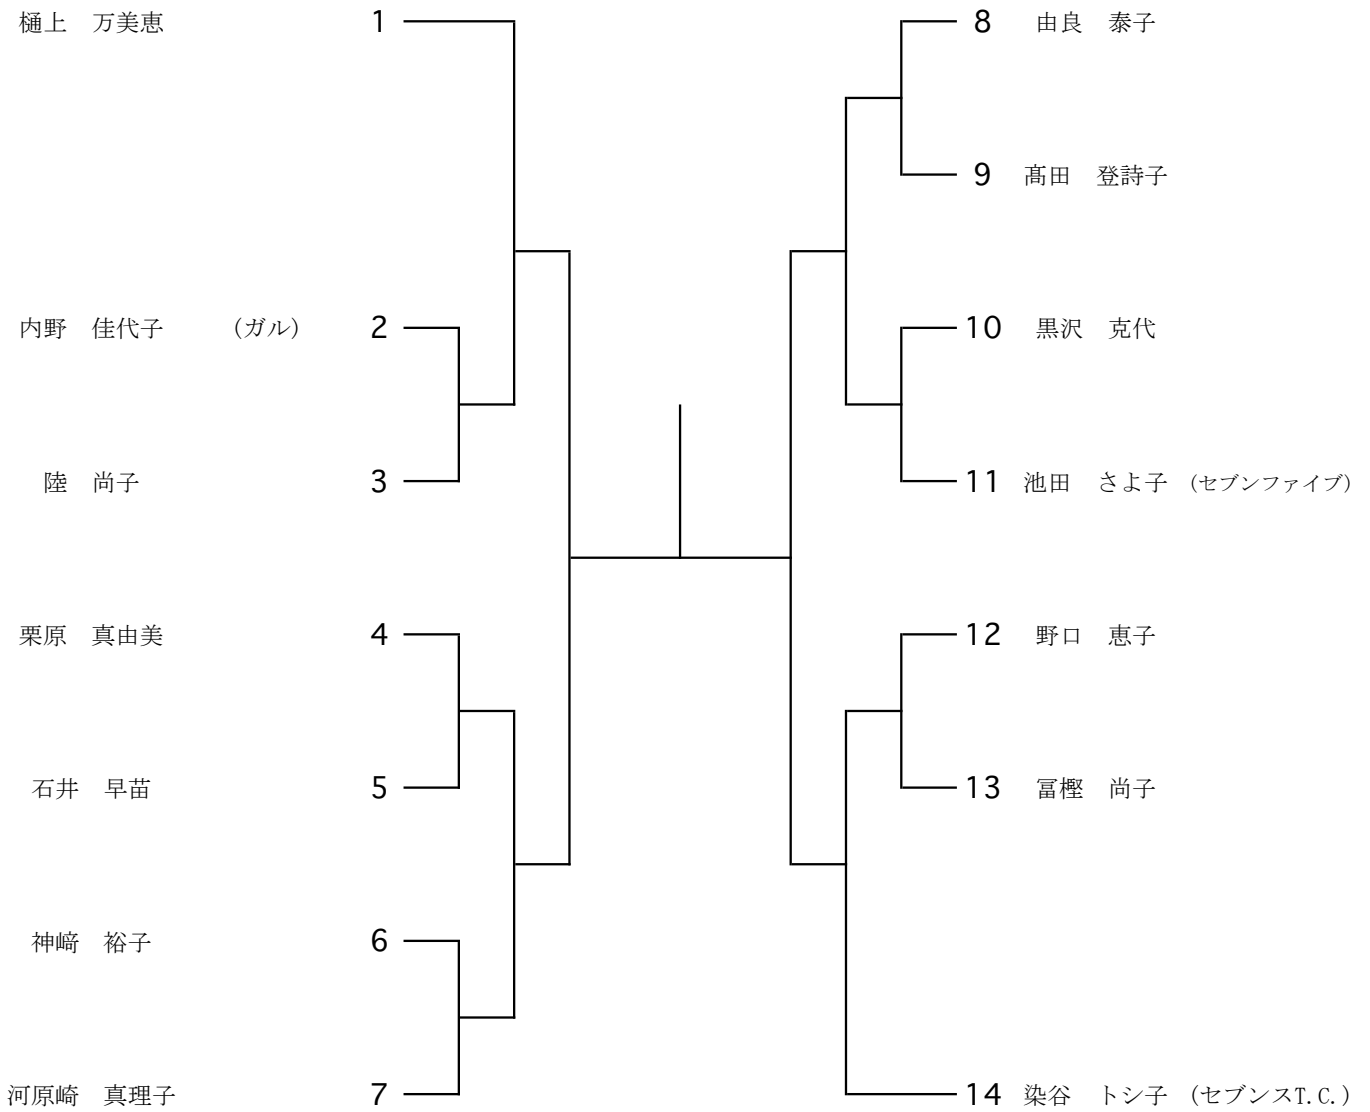 樋上　万美恵　1
内野　佳代子　（ガル）　2
陸　尚子　3
栗原　真由美　4
石井　早苗　5
神﨑　裕子　6
河原崎　真理子　7
8　由良　泰子
9　髙田　登詩子
10　黒沢　克代
11　池田　さよ子　（セブンファイブ）
12　野口　恵子
13　冨樫　尚子
14　染谷　トシ子　（セブンスT.C.）